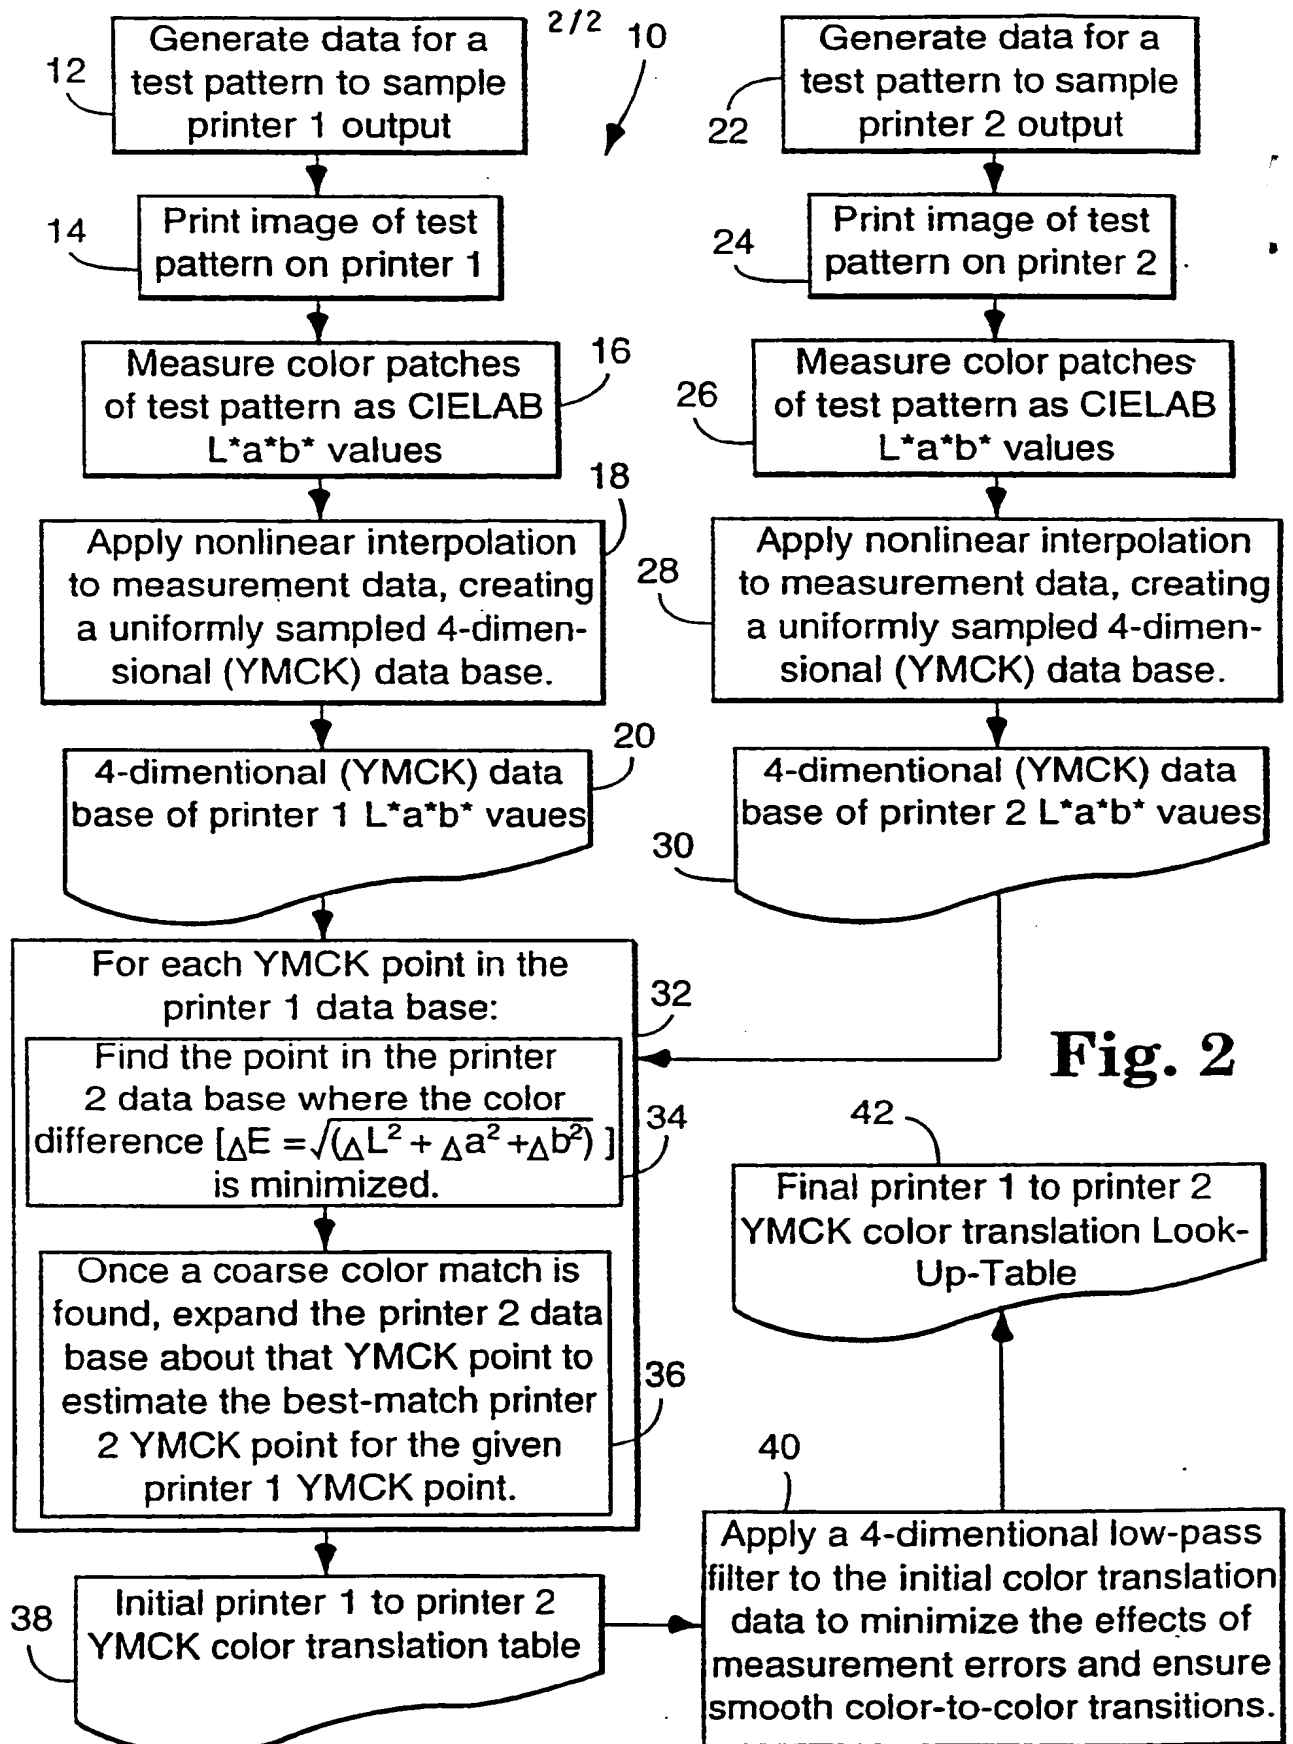 2/2
10
12
Generate data for a
test pattern to sample
printer 1 output
14
Print image of test
pattern on printer 1
16
Measure color patches
of test pattern as CIELAB
L*a*b* values
18
Apply nonlinear interpolation
to measurement data, creating
a uniformly sampled 4-dimen-
sional (YMCK) data base.
20
4-dimentional (YMCK) data
base of printer 1 L*a*b* vaues
22
Generate data for a
test pattern to sample
printer 2 output
24
Print image of test
pattern on printer 2
26
Measure color patches
of test pattern as CIELAB
L*a*b* values
28
Apply nonlinear interpolation
to measurement data, creating
a uniformly sampled 4-dimen-
sional (YMCK) data base.
30
4-dimentional (YMCK) data
base of printer 2 L*a*b* vaues
32
For each YMCK point in the
printer 1 data base:
34
Find the point in the printer
2 data base where the color
difference [ΔE = √(ΔL² + Δa² + Δb²) ]
is minimized.
36
Once a coarse color match is
found, expand the printer 2 data
base about that YMCK point to
estimate the best-match printer
2 YMCK point for the given
printer 1 YMCK point.
38
Initial printer 1 to printer 2
YMCK color translation table
40
Apply a 4-dimentional low-pass
filter to the initial color translation
data to minimize the effects of
measurement errors and ensure
smooth color-to-color transitions.
42
Final printer 1 to printer 2
YMCK color translation Look-
Up-Table
Fig. 2